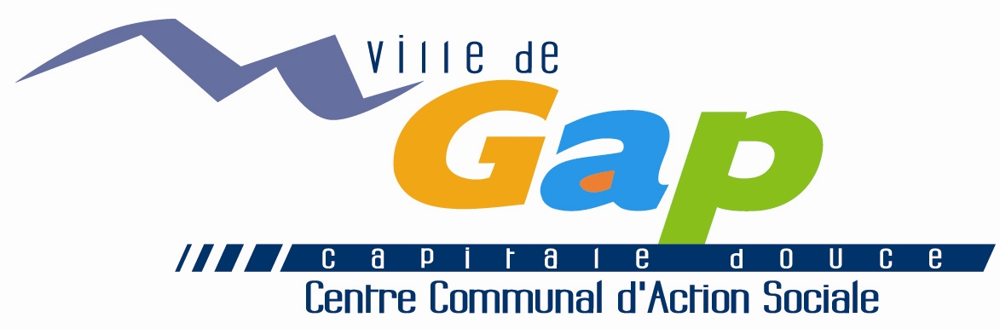 ville de
Gap
capitale douce
Centre Communal d'Action Sociale